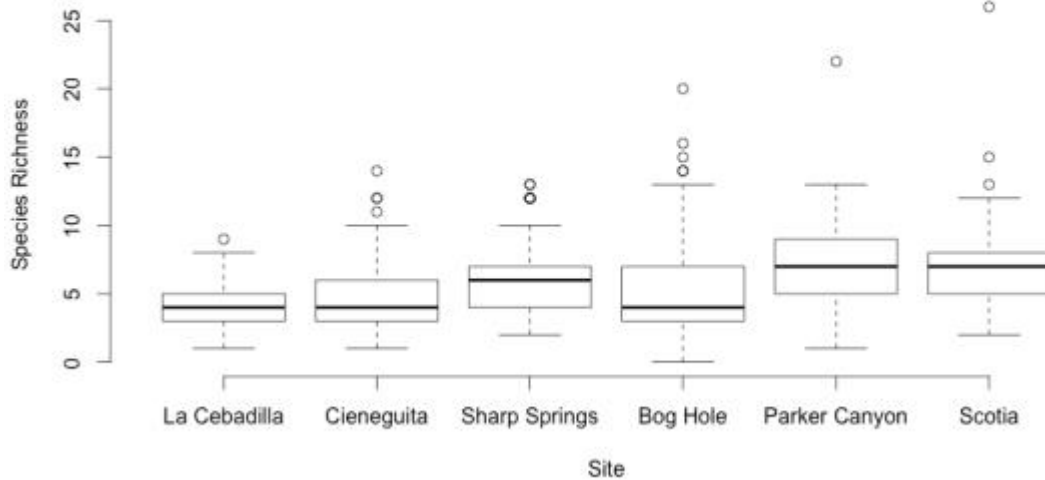 Species Richness
25
20
15
10
5
0
La Cebadilla Cieneguita Sharp Springs Bog Hole Parker Canyon Scotia
Site